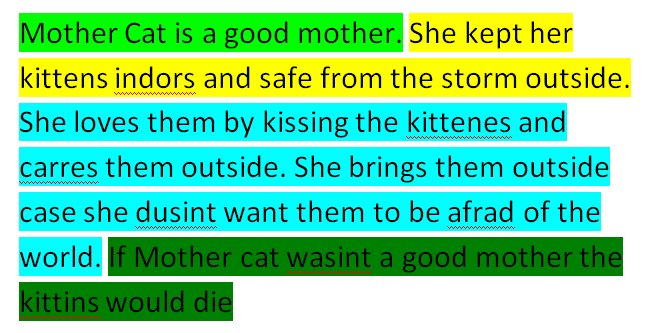 Mother Cat is a good mother. She kept her
kittens indors and safe from the storm outside.
She loves them by kissing the kittenes and
carres them outside. She brings them outside
case she dusint want them to be afrad of the
world. If Mother cat wasint a good mother the
kittins would die